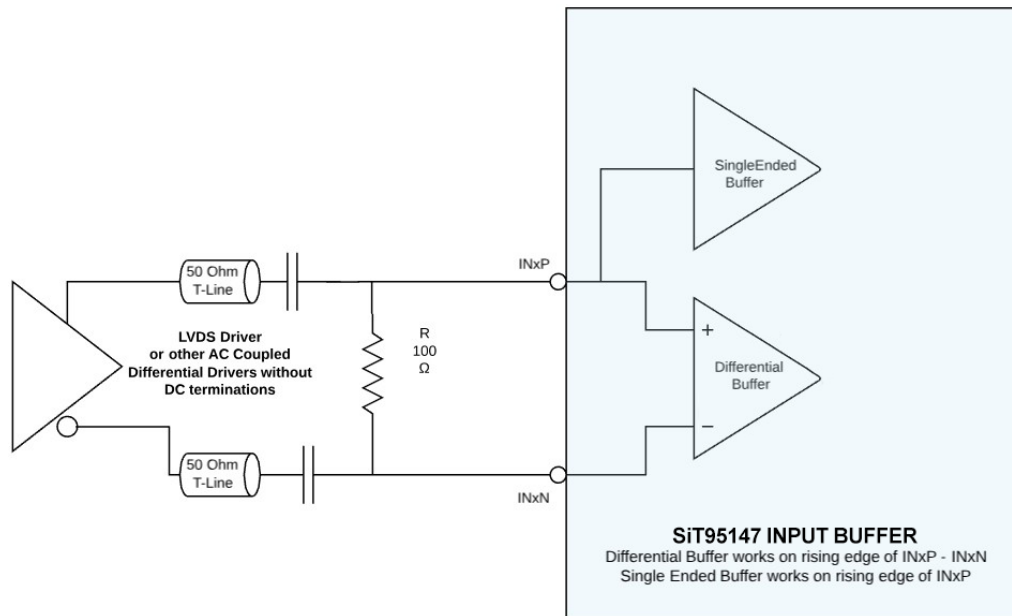 SingleEnded
Buffer
INxP
50 Ohm
T-Line
LVDS Driver
or other AC Coupled
Differential Drivers without
DC terminations
R
100
Ω
+
Differential
Buffer
−
50 Ohm
T-Line
INxN
SiT95147 INPUT BUFFER
Differential Buffer works on rising edge of INxP - INxN
Single Ended Buffer works on rising edge of INxP